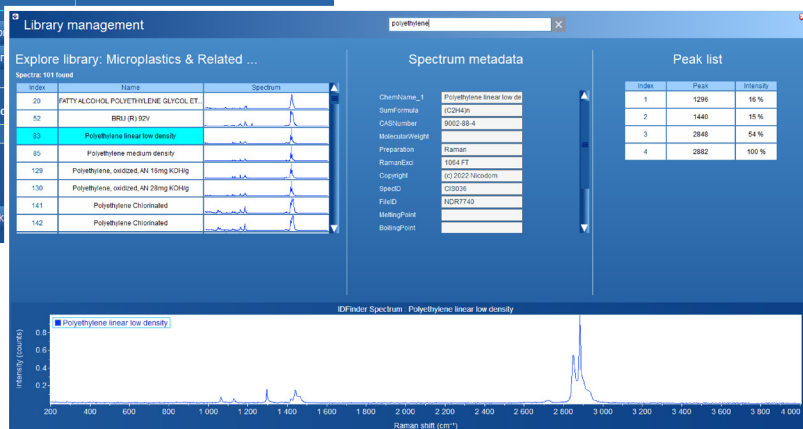 Library management
polyethylene
Explore library: Microplastics & Related ...
Spectra: 101 found
Index Name Spectrum
20 FATTY ALCOHOL POLYETHYLENE GLYCOL ET...
52 BRIJ (R) 92V
83 Polyethylene linear low density
85 Polyethylene medium density
129 Polyethylene, oxidized, AN 16mg KOH/g
130 Polyethylene, oxidized, AN 28mg KOH/g
141 Polyethylene Chlorinated
142 Polyethylene Chlorinated
Spectrum metadata
ChemName_1 Polyethylene linear low de
SumFormula (C2H4)n
CASNumber 9002-88-4
MolecularWeight
Preparation Raman
RamanExci 1064 FT
Copyright (c) 2022 Nicodom
SpecID CI3036
FileID NDR7740
MeltingPoint
BoilingPoint
Peak list
Index Peak Intensity
1 1296 16 %
2 1440 15 %
3 2848 54 %
4 2882 100 %
IDFinder Spectrum : Polyethylene linear low density
Polyethylene linear low density
Intensity (counts)
0.8
0.6
0.4
0.2
200 400 600 800 1 000 1 200 1 400 1 600 1 800 2 000 2 200 2 400 2 600 2 800 3 000 3 200 3 400 3 600 3 800 4 000
Raman shift (cm⁻¹)